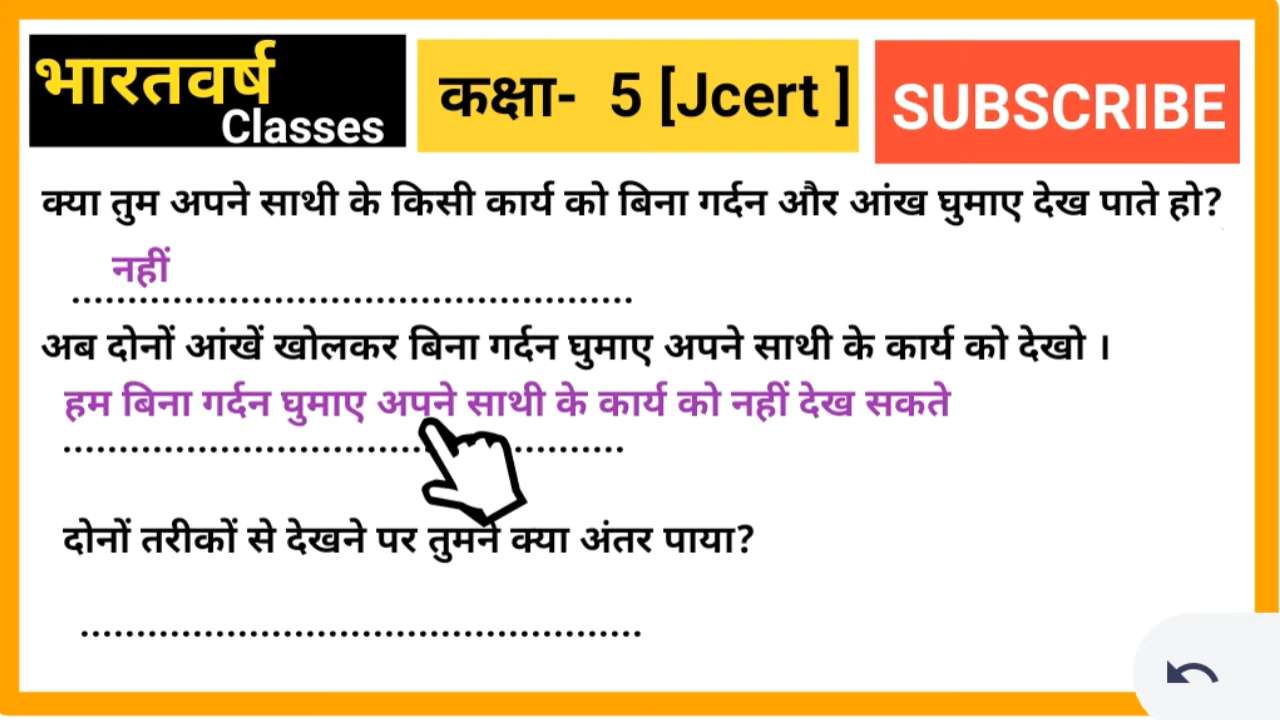 भारतवर्ष
Classes
कक्षा- 5 [Jcert ]
SUBSCRIBE
क्या तुम अपने साथी के किसी कार्य को बिना गर्दन और आंख घुमाए देख पाते हो?
नहीं
..................................................
अब दोनों आंखें खोलकर बिना गर्दन घुमाए अपने साथी के कार्य को देखो ।
हम बिना गर्दन घुमाए अपने साथी के कार्य को नहीं देख सकते
..................................................
दोनों तरीकों से देखने पर तुमने क्या अंतर पाया?
..................................................